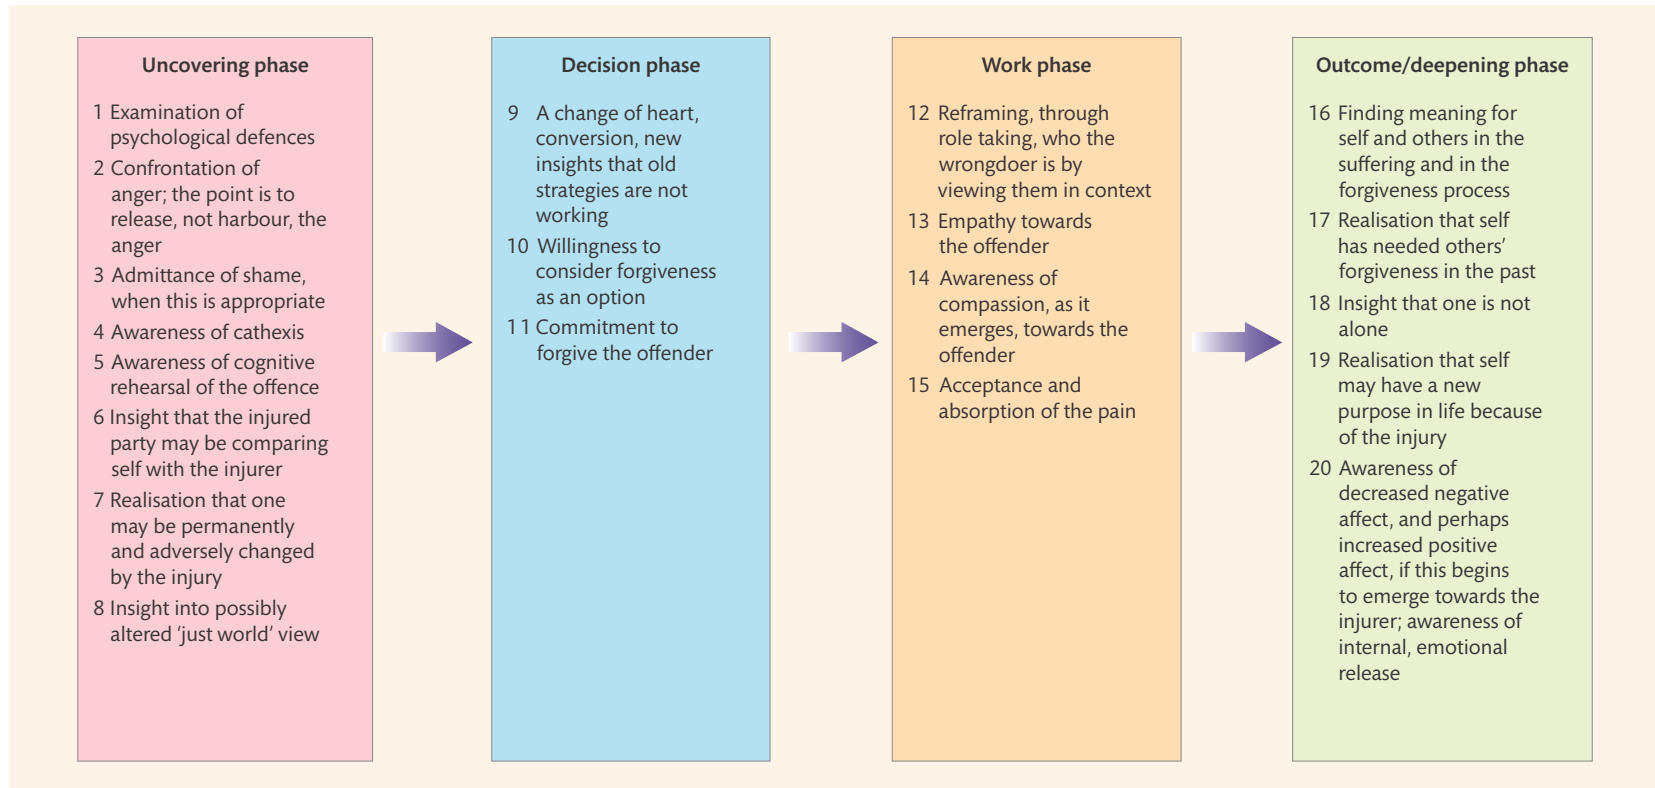 Uncovering phase
1 Examination of
psychological defences
2 Confrontation of
anger; the point is to
release, not harbour, the
anger
3 Admittance of shame,
when this is appropriate
4 Awareness of cathexis
5 Awareness of cognitive
rehearsal of the offence
6 Insight that the injured
party may be comparing
self with the injurer
7 Realisation that one
may be permanently
and adversely changed
by the injury
8 Insight into possibly
altered ‘just world’ view
Decision phase
9 A change of heart,
conversion, new
insights that old
strategies are not
working
10 Willingness to
consider forgiveness
as an option
11 Commitment to
forgive the offender
Work phase
12 Reframing, through
role taking, who the
wrongdoer is by
viewing them in context
13 Empathy towards
the offender
14 Awareness of
compassion, as it
emerges, towards the
offender
15 Acceptance and
absorption of the pain
Outcome/deepening phase
16 Finding meaning for
self and others in the
suffering and in the
forgiveness process
17 Realisation that self
has needed others’
forgiveness in the past
18 Insight that one is not
alone
19 Realisation that self
may have a new
purpose in life because
of the injury
20 Awareness of
decreased negative
affect, and perhaps
increased positive
affect, if this begins
to emerge towards the
injurer; awareness of
internal, emotional
release